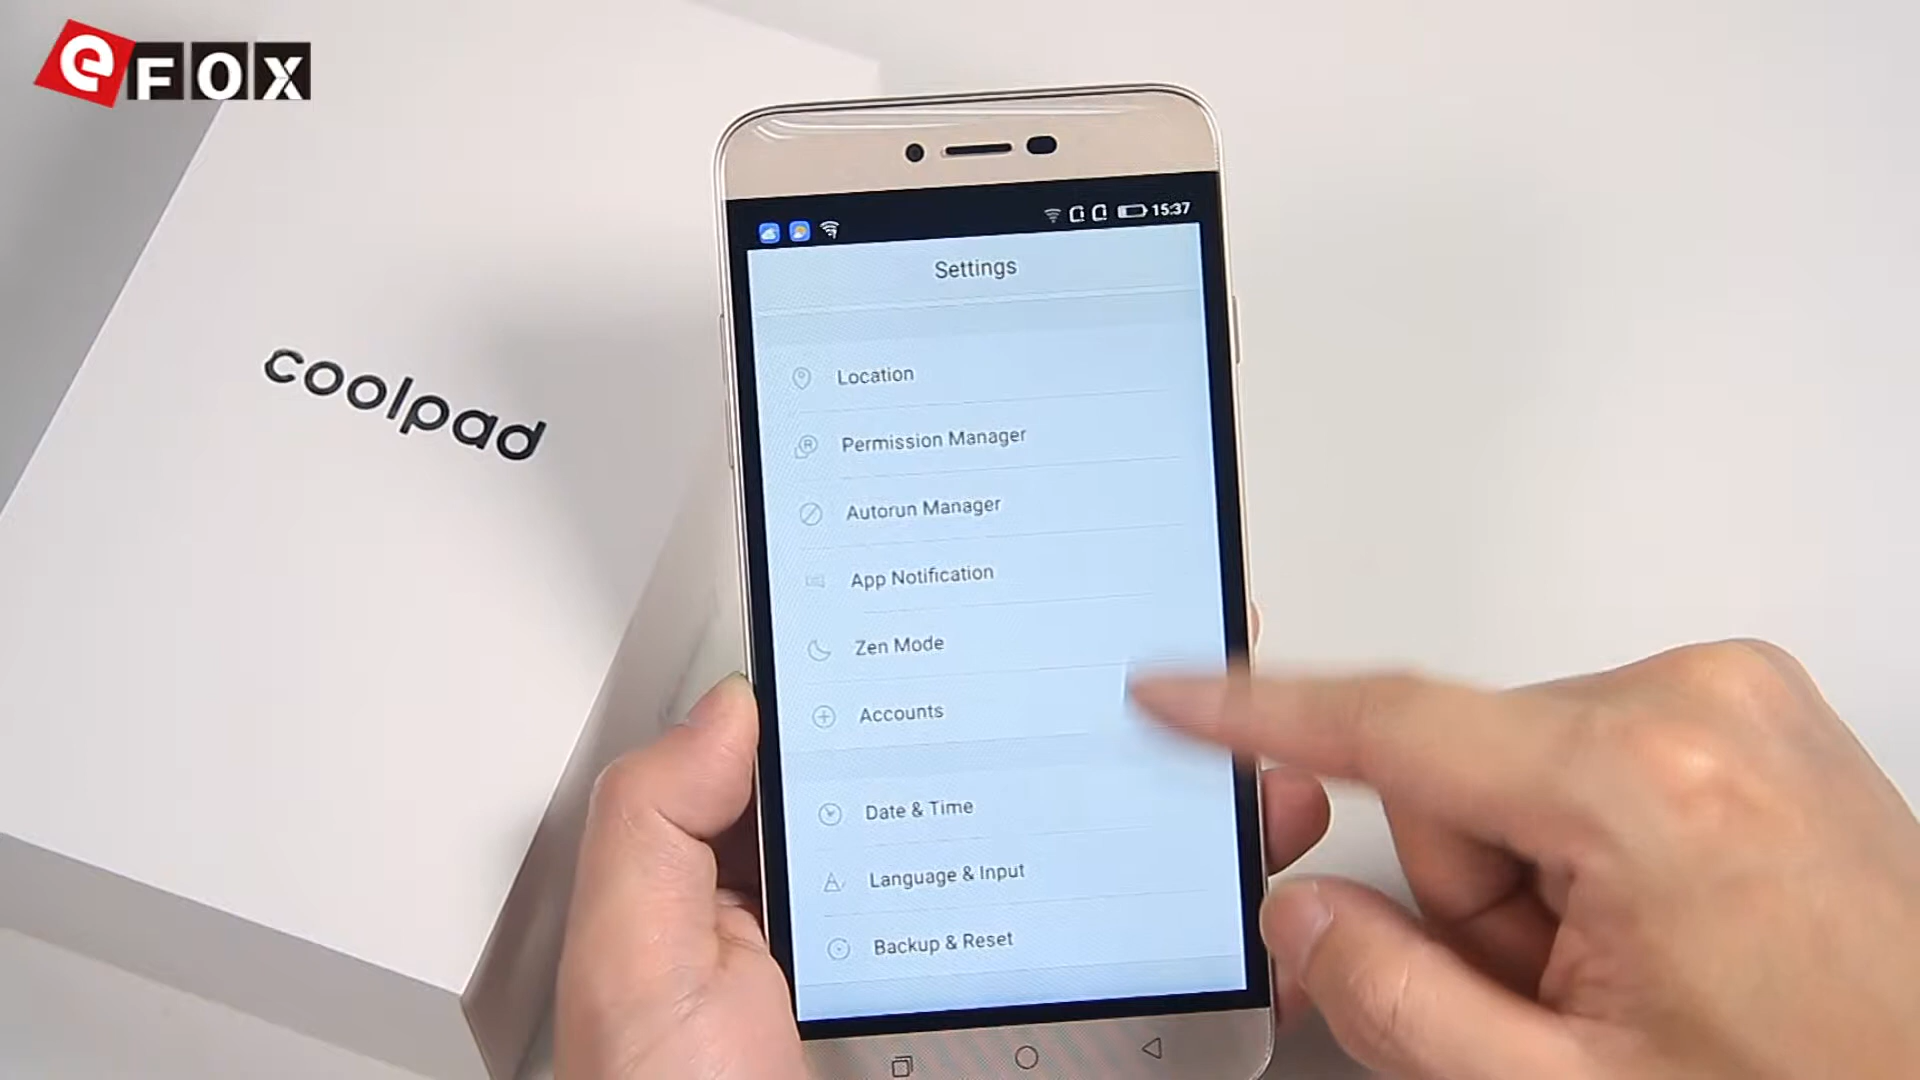 eFOX
coolpad
15:37
Settings
Location
Permission Manager
Autorun Manager
App Notification
Zen Mode
Accounts
Date & Time
Language & Input
Backup & Reset